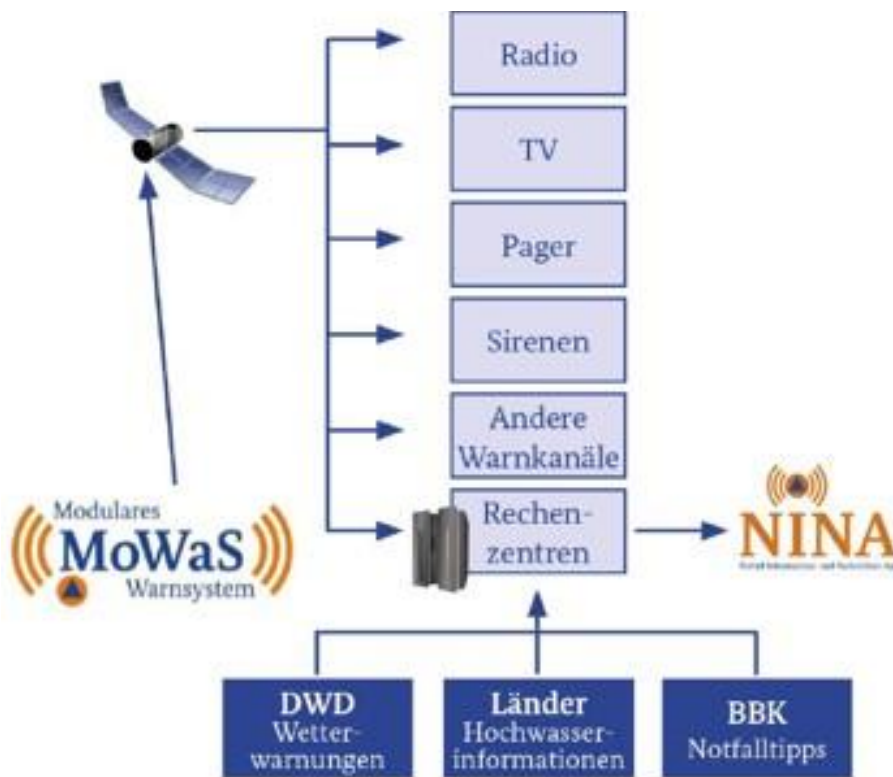 Radio
TV
Pager
Sirenen
Andere
Warnkanäle
Rechen-
zentren
Modulares
MoWaS
Warnsystem
NINA
DWD
Wetter-
warnungen
Länder
Hochwasser-
informationen
BBK
Notfalltipps